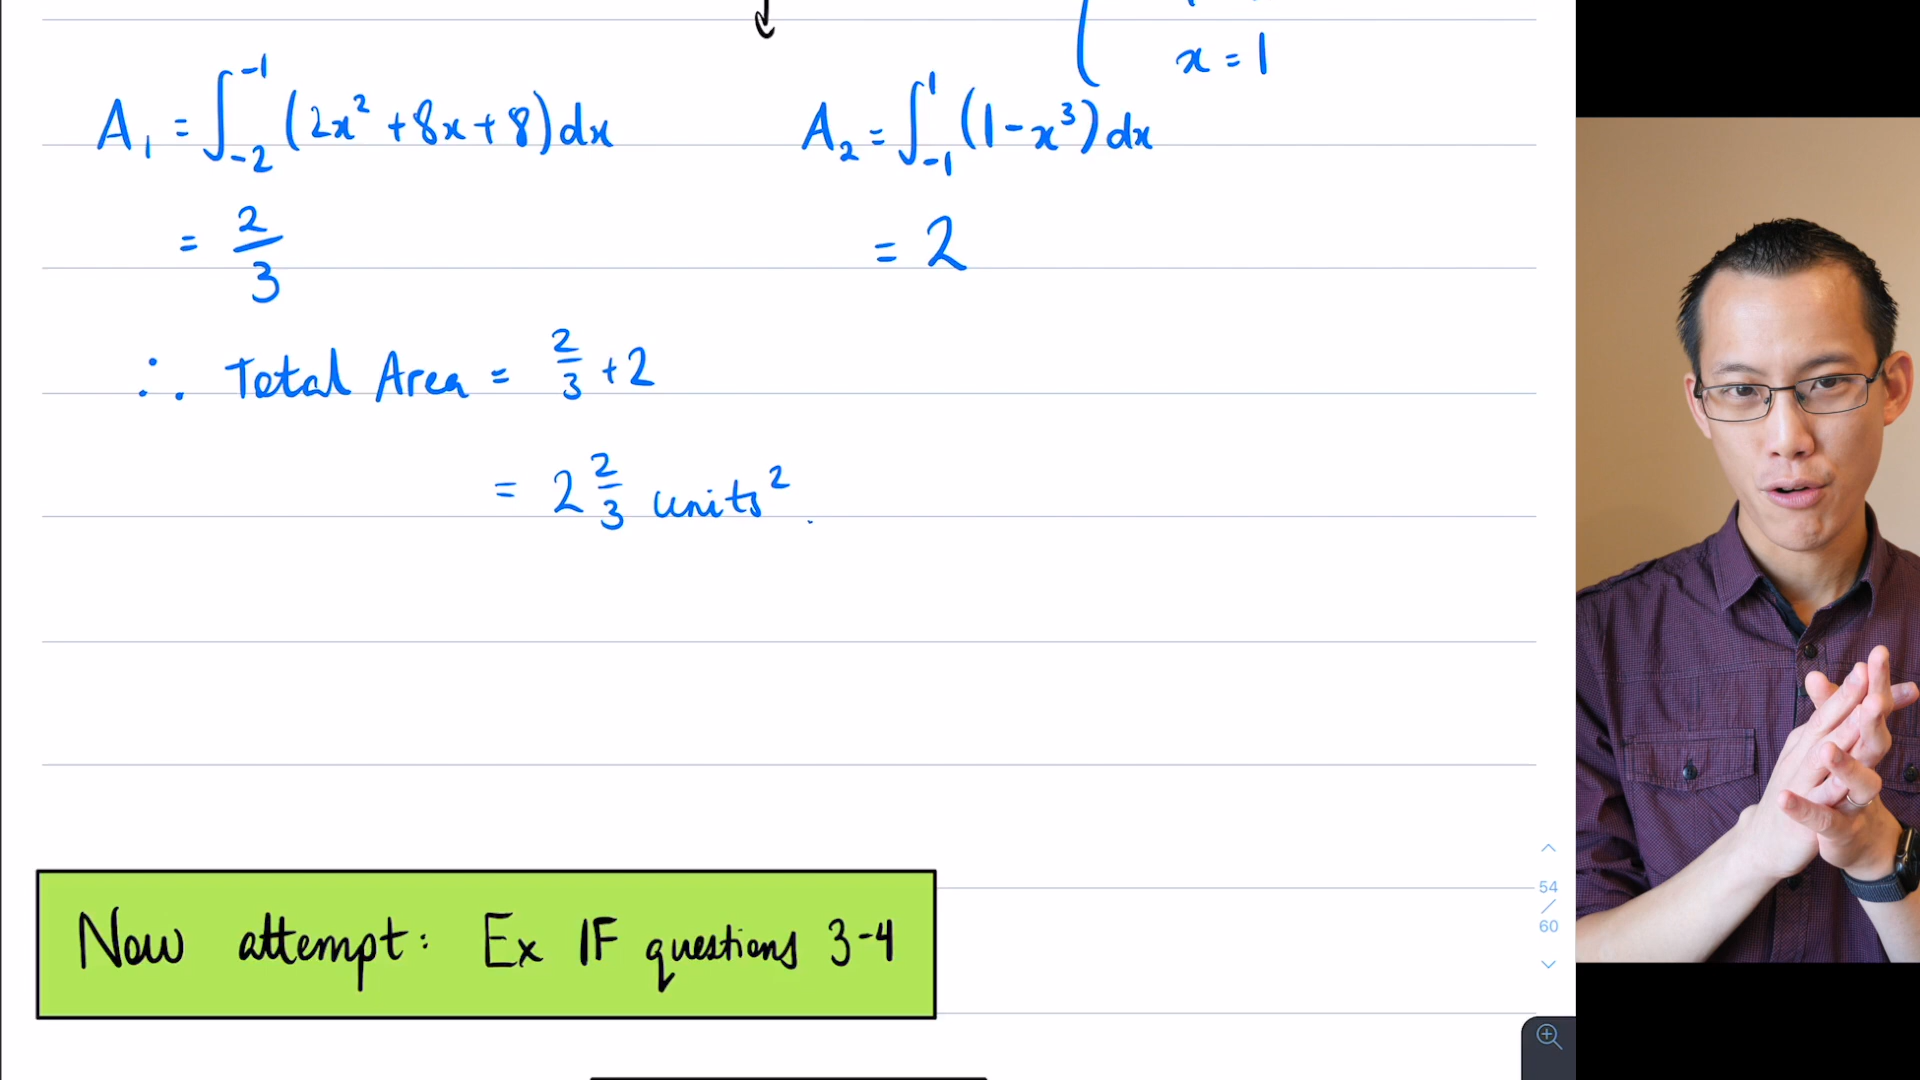 x = 1
A₁ = ∫₋₂⁻¹ (2x² + 8x + 8) dx
A₂ = ∫₋₁¹ (1 - x³) dx
= 2/3
= 2
∴ Total Area = 2/3 + 2
= 2 2/3 units².
54
/
60
Now attempt: Ex 1F questions 3-4